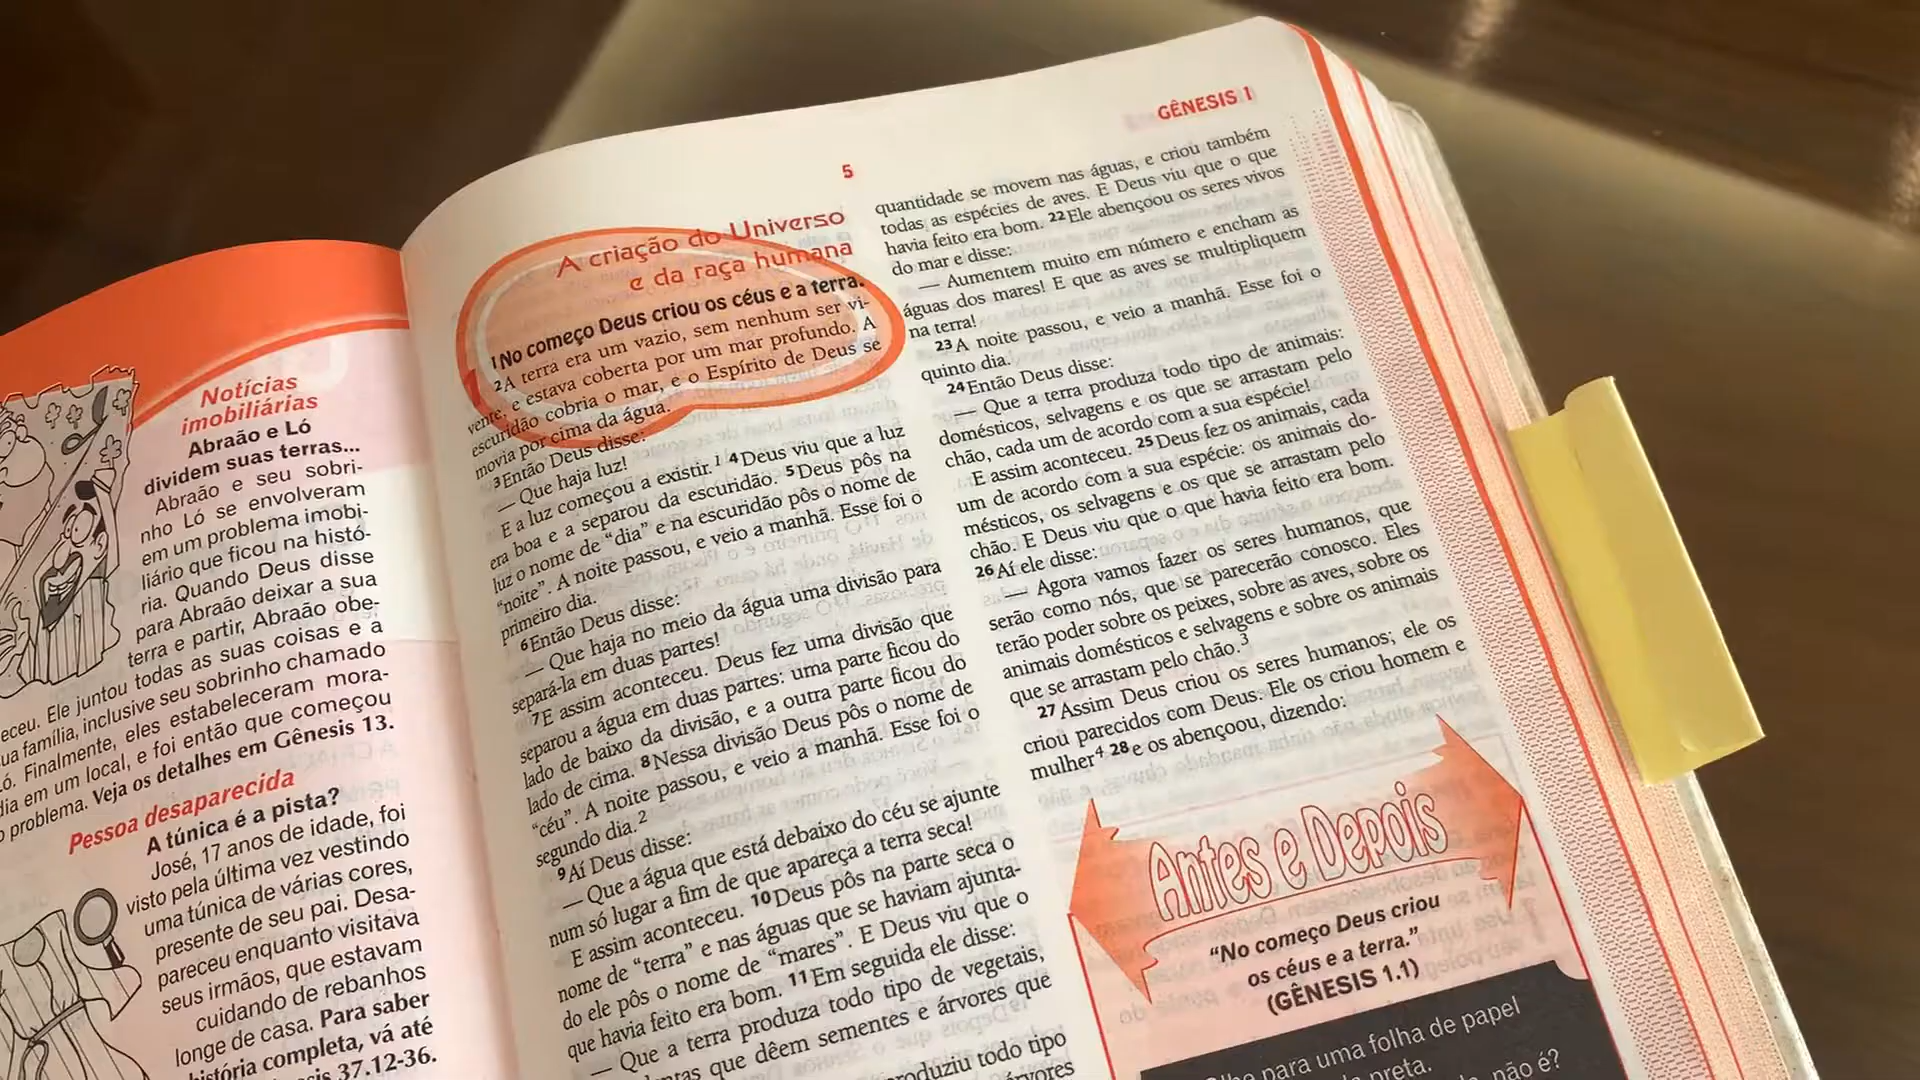 Notícias
imobiliárias
Abraão e Ló
dividem suas terras...
Abraão e seu sobri-
nho Ló se envolveram
em um problema imobi-
liário que ficou na histó-
ria. Quando Deus disse
para Abraão deixar a sua
terra e partir, Abraão obe-
eceu. Ele juntou todas as suas coisas e a
ua família, inclusive seu sobrinho chamado
ó. Finalmente, eles estabeleceram mora-
dia em um local, e foi então que começou
o problema. Veja os detalhes em Gênesis 13.
Pessoa desaparecida
A túnica é a pista?
José, 17 anos de idade, foi
visto pela última vez vestindo
uma túnica de várias cores,
presente de seu pai. Desa-
pareceu enquanto visitava
seus irmãos, que estavam
cuidando de rebanhos
longe de casa. Para saber
história completa, vá até
37.12-36.
5
GÊNESIS 1
A criação do Universo
e da raça humana
1 No começo Deus criou os céus e a terra.
2 A terra era um vazio, sem nenhum ser vi-
vente, e estava coberta por um mar profundo. A
escuridão cobria o mar, e o Espírito de Deus se
movia por cima da água.
3 Então Deus disse:
— Que haja luz!
E a luz começou a existir.1 4 Deus viu que a luz
era boa e a separou da escuridão. 5 Deus pôs na
luz o nome de “dia” e na escuridão pôs o nome de
“noite”. A noite passou, e veio a manhã. Esse foi o
primeiro dia.
6 Então Deus disse:
— Que haja no meio da água uma divisão para
separá-la em duas partes!
7 E assim aconteceu. Deus fez uma divisão que
separou a água em duas partes: uma parte ficou do
lado de baixo da divisão, e a outra parte ficou do
lado de cima. 8 Nessa divisão Deus pôs o nome de
“céu”. A noite passou, e veio a manhã. Esse foi o
segundo dia.2
9 Aí Deus disse:
— Que a água que está debaixo do céu se ajunte
num só lugar a fim de que apareça a terra seca!
E assim aconteceu. 10 Deus pôs na parte seca o
nome de “terra” e nas águas que se haviam ajunta-
do ele pôs o nome de “mares”. E Deus viu que o
que havia feito era bom. 11 Em seguida ele disse:
— Que a terra produza todo tipo de vegetais,
que dêem sementes e árvores que
todo tipo
árvores
quantidade se movem nas águas, e criou também
todas as espécies de aves. E Deus viu que o que
havia feito era bom. 22 Ele abençoou os seres vivos
do mar e disse:
— Aumentem muito em número e encham as
águas dos mares! E que as aves se multipliquem
na terra!
23 A noite passou, e veio a manhã. Esse foi o
quinto dia.
24 Então Deus disse:
— Que a terra produza todo tipo de animais:
domésticos, selvagens e os que se arrastam pelo
chão, cada um de acordo com a sua espécie!
E assim aconteceu. 25 Deus fez os animais, cada
um de acordo com a sua espécie: os animais do-
mésticos, os selvagens e os que se arrastam pelo
chão. E Deus viu que o que havia feito era bom.
26 Aí ele disse:
— Agora vamos fazer os seres humanos, que
serão como nós, que se parecerão conosco. Eles
terão poder sobre os peixes, sobre as aves, sobre os
animais domésticos e selvagens e sobre os animais
que se arrastam pelo chão.3
27 Assim Deus criou os seres humanos; ele os
criou parecidos com Deus. Ele os criou homem e
mulher4 28 e os abençoou, dizendo:
Antes e Depois
“No começo Deus criou
os céus e a terra.”
(GÊNESIS 1.1)
para uma folha de papel
preta.
não é?